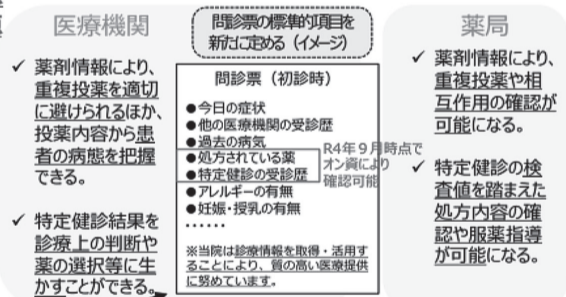 医療機関
✓ 薬剤情報により、
重複投薬を適切
に避けられるほか、
投薬内容から患
者の病態を把握
できる。
✓ 特定健診結果を
診療上の判断や
薬の選択等に生
かすことができる。
問診票の標準的項目を
新たに定める（イメージ）
問診票（初診時）
●今日の症状
●他の医療機関の受診歴
●過去の病気
●処方されている薬
●特定健診の受診歴
●アレルギーの有無
●妊娠・授乳の有無
‥‥‥
※当院は診療情報を取得・活用す
ることにより、質の高い医療提供
に努めています。
R4年９月時点で
オン資により
確認可能
薬局
✓ 薬剤情報により、
重複投薬や相
互作用の確認が
可能になる。
✓ 特定健診の検
査値を踏まえた
処方内容の確
認や服薬指導
が可能になる。